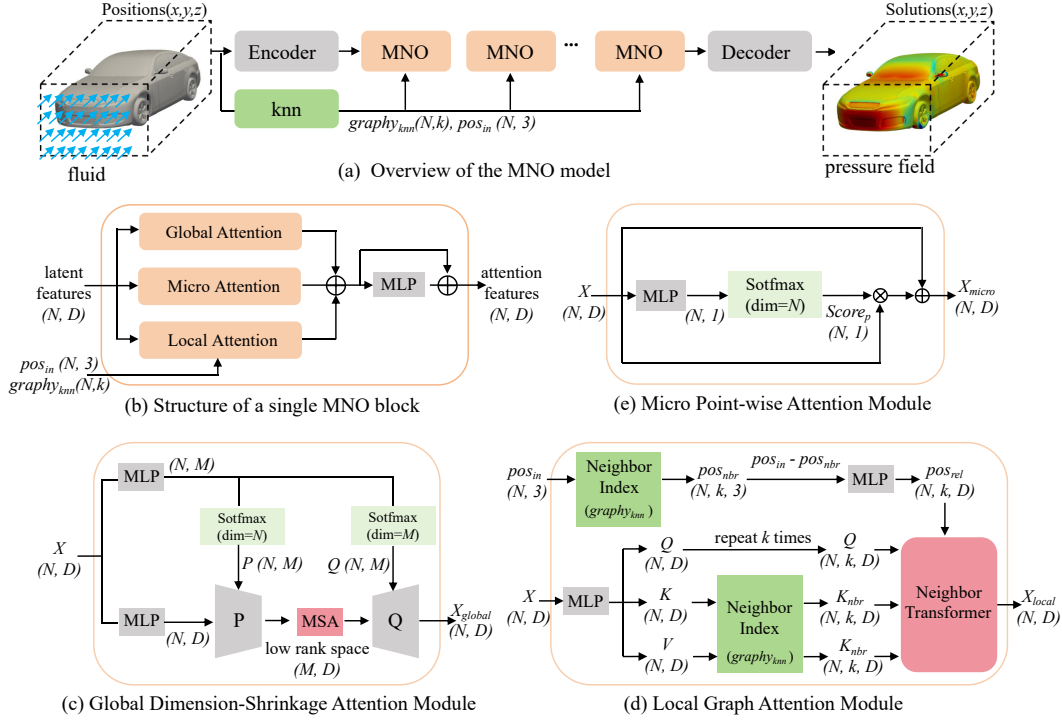 Positions(x,y,z)
Solutions(x,y,z)
Encoder
MNO
MNO
...
MNO
Decoder
knn
graphy_knn(N,k), pos_in (N, 3)
fluid
pressure field
(a) Overview of the MNO model
Global Attention
Micro Attention
Local Attention
latent
features
(N, D)
MLP
attention
features
(N, D)
pos_in (N, 3)
graphy_knn(N,k)
(b) Structure of a single MNO block
X
(N, D)
MLP
(N, 1)
Sotfmax
(dim=N)
Score_p
(N, 1)
X_micro
(N, D)
(e) Micro Point-wise Attention Module
X
(N, D)
MLP
(N, M)
Sotfmax
(dim=N)
Sotfmax
(dim=M)
P (N, M)
Q (N, M)
MLP
(N, D)
P
MSA
Q
low rank space
(M, D)
X_global
(N, D)
(c) Global Dimension-Shrinkage Attention Module
pos_in
(N, 3)
Neighbor
Index
(graphy_knn )
pos_nbr
(N, k, 3)
pos_in - pos_nbr
MLP
pos_rel
(N, k, D)
X
(N, D)
MLP
Q
(N, D)
repeat k times
Q
(N, k, D)
K
(N, D)
V
(N, D)
Neighbor
Index
(graphy_knn )
K_nbr
(N, k, D)
K_nbr
(N, k, D)
Neighbor
Transformer
X_local
(N, D)
(d) Local Graph Attention Module